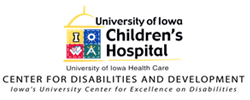 University of Iowa
Children's
Hospital
University of Iowa Health Care
CENTER FOR DISABILITIES AND DEVELOPMENT
Iowa's University Center for Excellence on Disabilities